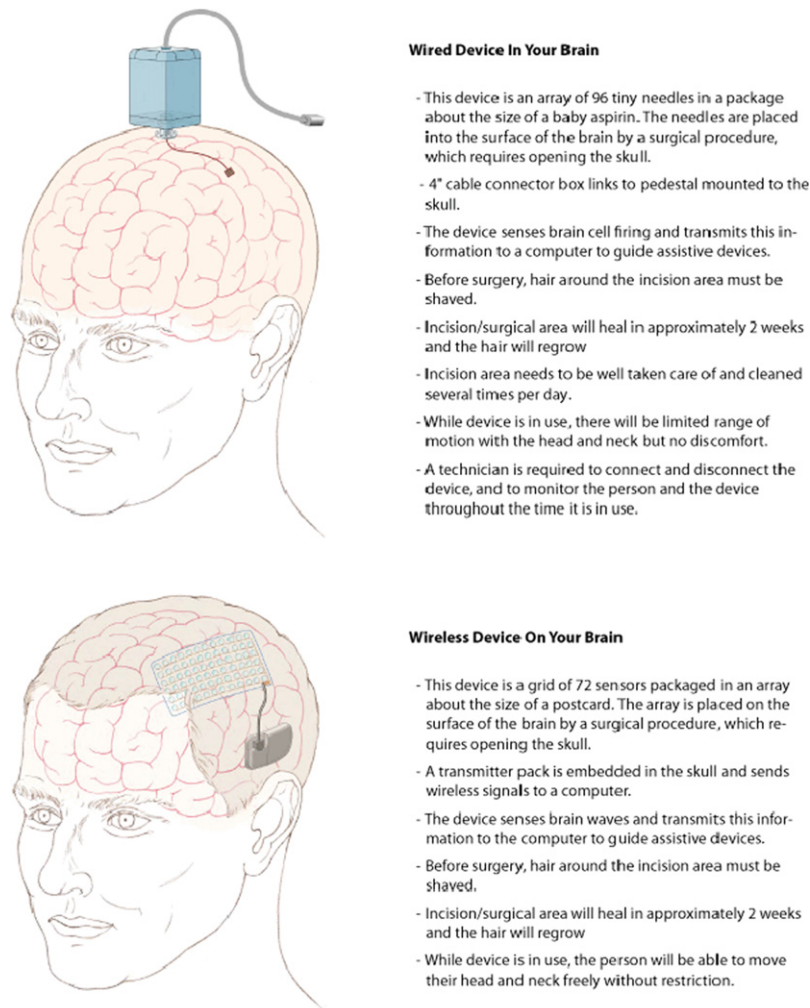 Wired Device In Your Brain
- This device is an array of 96 tiny needles in a package
about the size of a baby aspirin. The needles are placed
into the surface of the brain by a surgical procedure,
which requires opening the skull.
- 4" cable connector box links to pedestal mounted to the
skull.
- The device senses brain cell firing and transmits this in-
formation to a computer to guide assistive devices.
- Before surgery, hair around the incision area must be
shaved.
- Incision/surgical area will heal in approximately 2 weeks
and the hair will regrow
- Incision area needs to be well taken care of and cleaned
several times per day.
- While device is in use, there will be limited range of
motion with the head and neck but no discomfort.
- A technician is required to connect and disconnect the
device, and to monitor the person and the device
throughout the time it is in use.
Wireless Device On Your Brain
- This device is a grid of 72 sensors packaged in an array
about the size of a postcard. The array is placed on the
surface of the brain by a surgical procedure, which re-
quires opening the skull.
- A transmitter pack is embedded in the skull and sends
wireless signals to a computer.
- The device senses brain waves and transmits this infor-
mation to the computer to guide assistive devices.
- Before surgery, hair around the incision area must be
shaved.
- Incision/surgical area will heal in approximately 2 weeks
and the hair will regrow
- While device is in use, the person will be able to move
their head and neck freely without restriction.